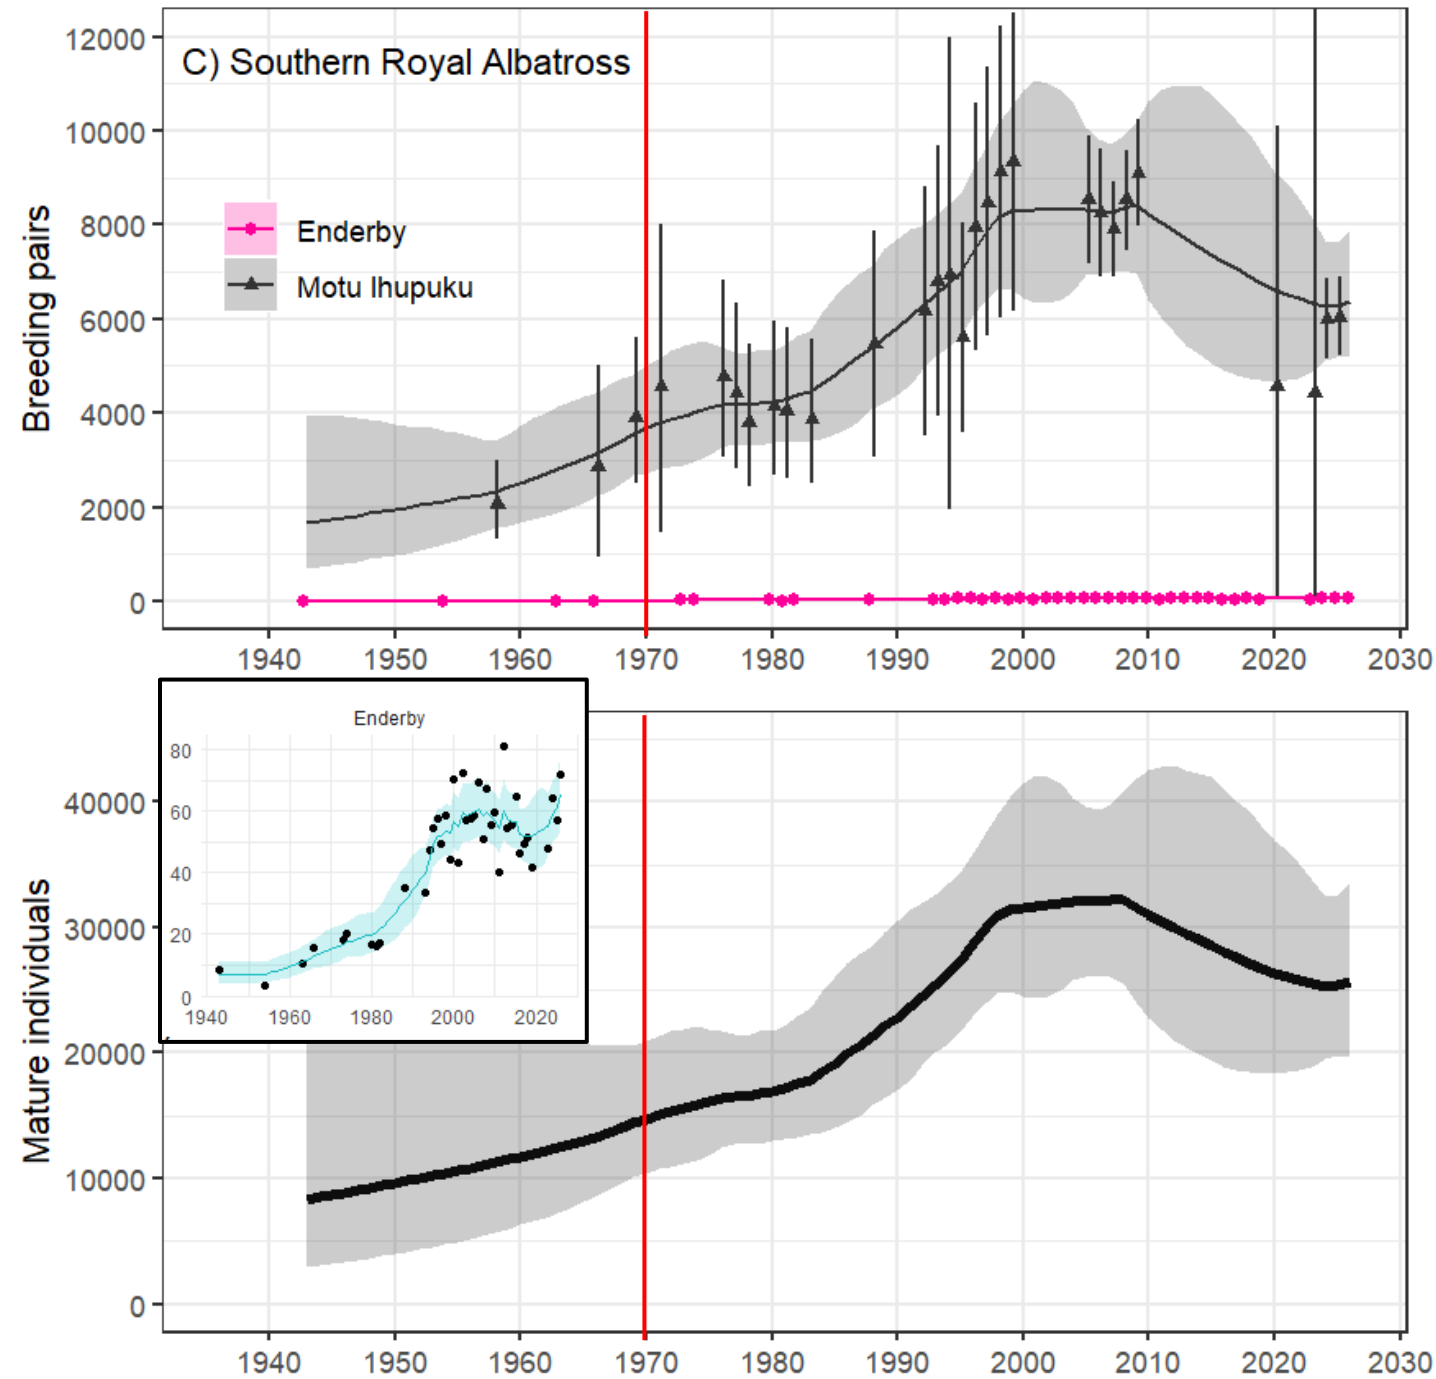 C) Southern Royal Albatross
Breeding pairs
12000
10000
8000
6000
4000
2000
0
Enderby
Motu Ihupuku
1940 1950 1960 1970 1980 1990 2000 2010 2020 2030
Enderby
80
60
40
20
0
1940 1960 1980 2000 2020
Mature individuals
40000
30000
20000
10000
0
1940 1950 1960 1970 1980 1990 2000 2010 2020 2030